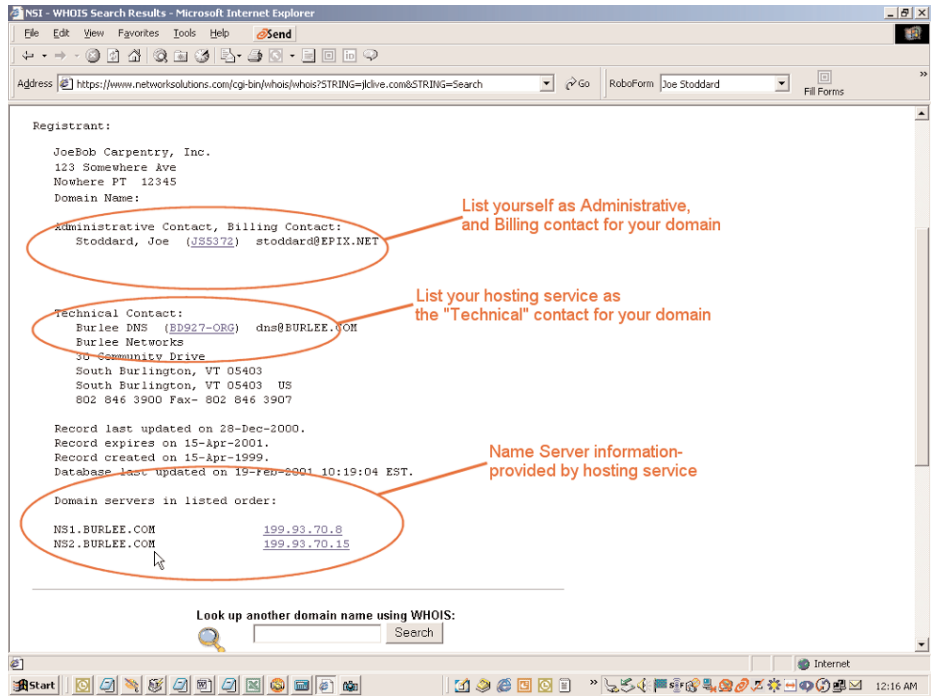 NSI - WHOIS Search Results - Microsoft Internet Explorer
File Edit View Favorites Tools Help Send
Address https://www.networksolutions.com/cgi-bin/whois/whois?STRING=jlclive.com&STRING=Search Go RoboForm Joe Stoddard Fill Forms
Registrant:
JoeBob Carpentry, Inc.
123 Somewhere Ave
Nowhere PT 12345
Domain Name:
List yourself as Administrative,
and Billing contact for your domain
Administrative Contact, Billing Contact:
Stoddard, Joe (JS5372) stoddard@EPIX.NET
List your hosting service as
the "Technical" contact for your domain
Technical Contact:
Burlee DNS (BD927-ORG) dns@BURLEE.COM
Burlee Networks
30 Community Drive
South Burlington, VT 05403
South Burlington, VT 05403 US
802 846 3900 Fax- 802 846 3907
Record last updated on 28-Dec-2000.
Record expires on 15-Apr-2001.
Record created on 15-Apr-1999.
Database last updated on 19-Feb-2001 10:19:04 EST.
Name Server information-
provided by hosting service
Domain servers in listed order:
NS1.BURLEE.COM 199.93.70.8
NS2.BURLEE.COM 199.93.70.15
Look up another domain name using WHOIS:
Search
Internet
Start 12:16 AM